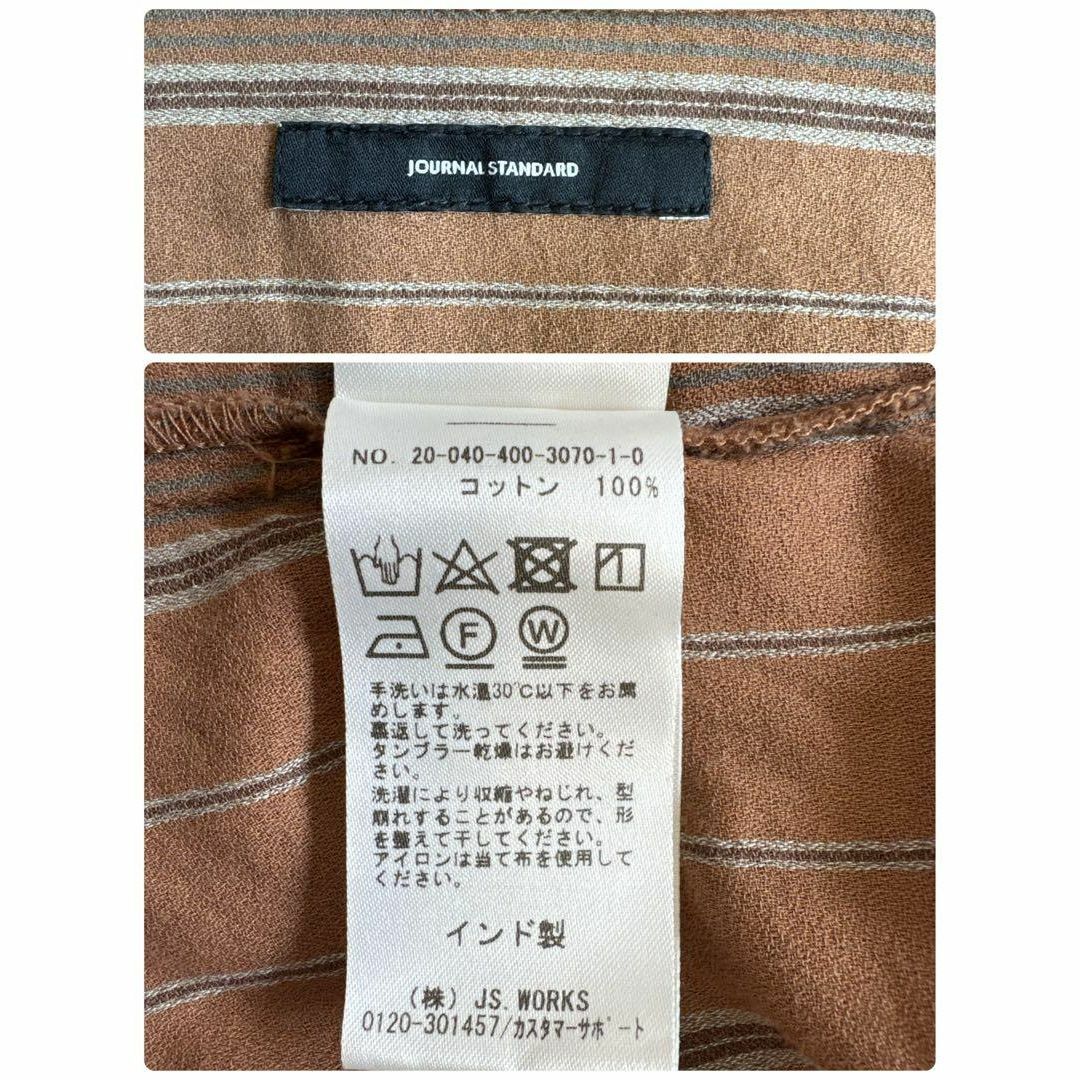 JOURNAL STANDARD
NO. 20-040-400-3070-1-0
コットン 100%
F W
手洗いは水温30℃以下をお薦
めします。
裏返して洗ってください。
タンブラー乾燥はお避けくだ
さい。
洗濯により収縮やねじれ、型
崩れすることがあるので、形
を整えて干してください。
アイロンは当て布を使用して
ください。
インド製
(株) JS.WORKS
0120-301457/カスタマーサポート